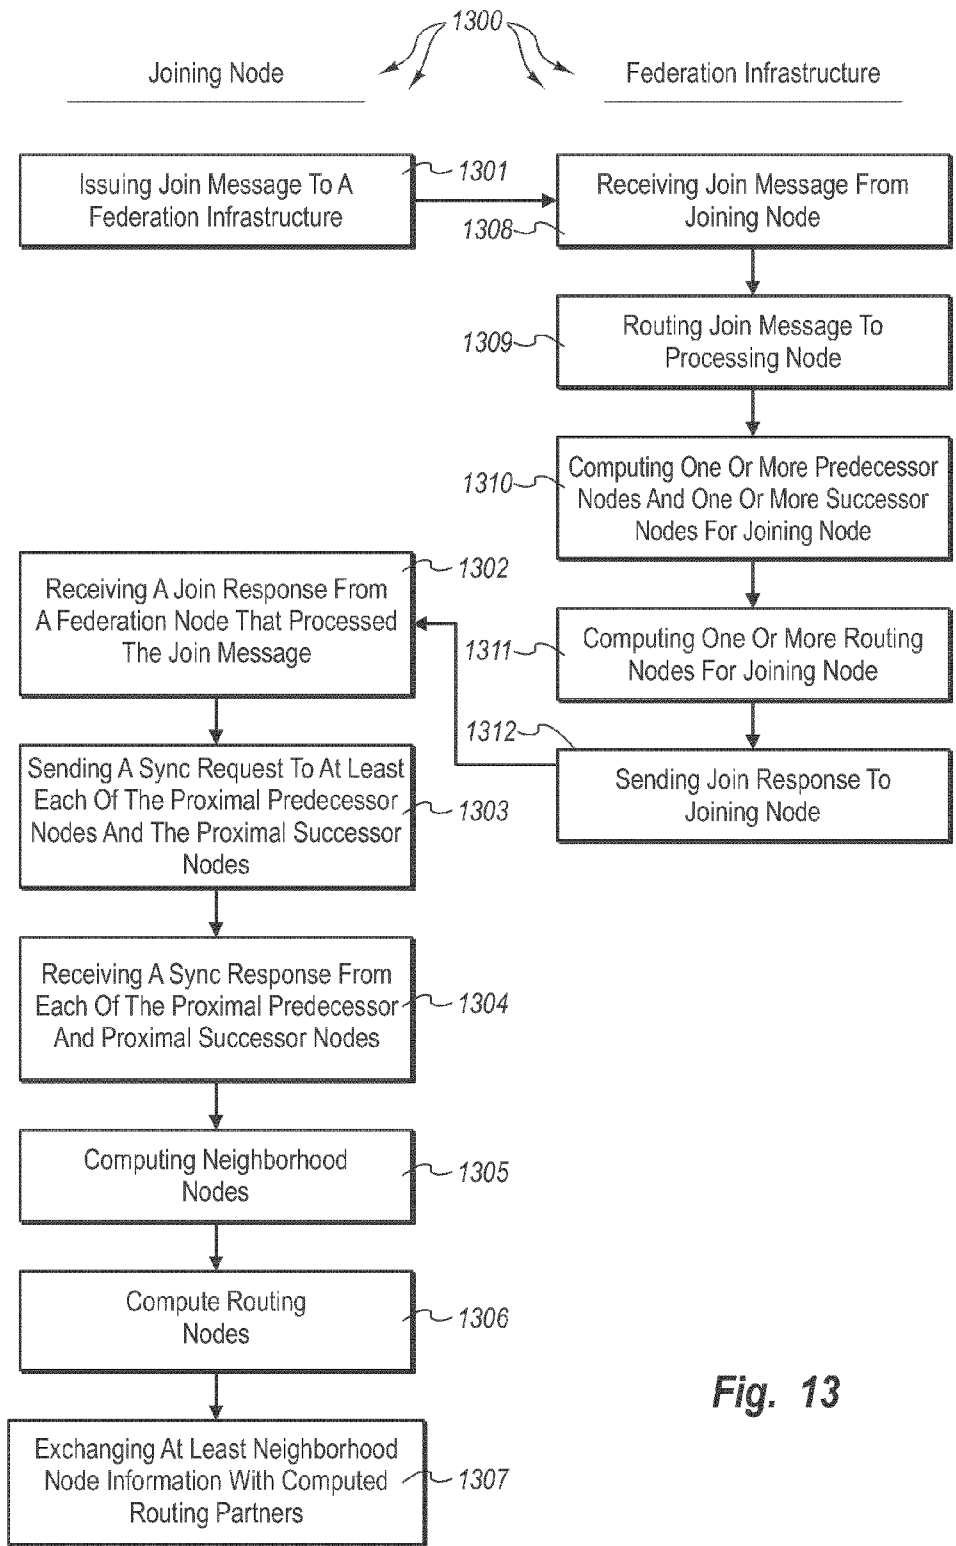 1300
Joining Node
Federation Infrastructure
Issuing Join Message To A
Federation Infrastructure
1301
Receiving Join Message From
Joining Node
1308
Routing Join Message To
Processing Node
1309
Computing One Or More Predecessor
Nodes And One Or More Successor
Nodes For Joining Node
1310
Receiving A Join Response From
A Federation Node That Processed
The Join Message
1302
Computing One Or More Routing
Nodes For Joining Node
1311
1312
Sending Join Response To
Joining Node
Sending A Sync Request To At Least
Each Of The Proximal Predecessor
Nodes And The Proximal Successor
Nodes
1303
Receiving A Sync Response From
Each Of The Proximal Predecessor
And Proximal Successor Nodes
1304
Computing Neighborhood
Nodes
1305
Compute Routing
Nodes
1306
Exchanging At Least Neighborhood
Node Information With Computed
Routing Partners
1307
Fig. 13